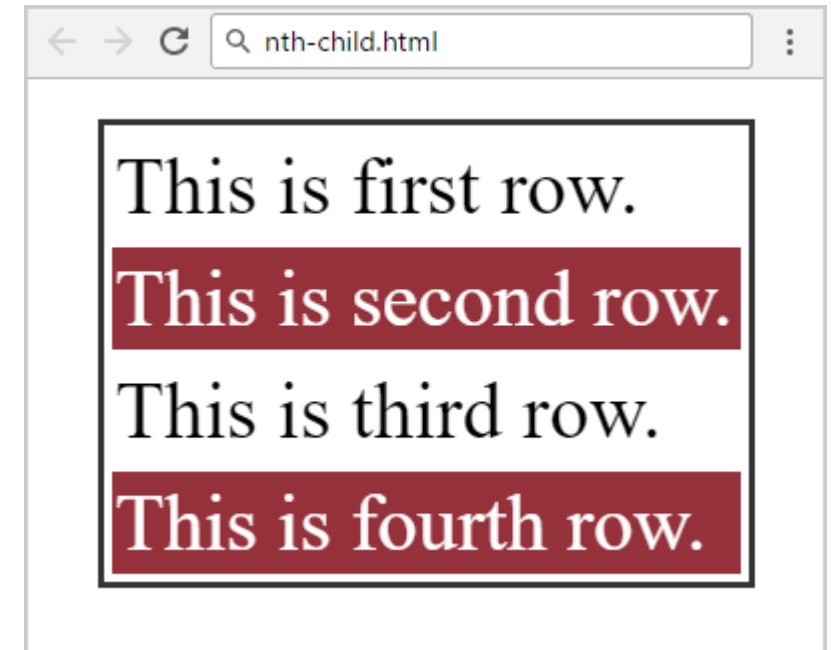 nth-child.html
This is first row.
This is second row.
This is third row.
This is fourth row.